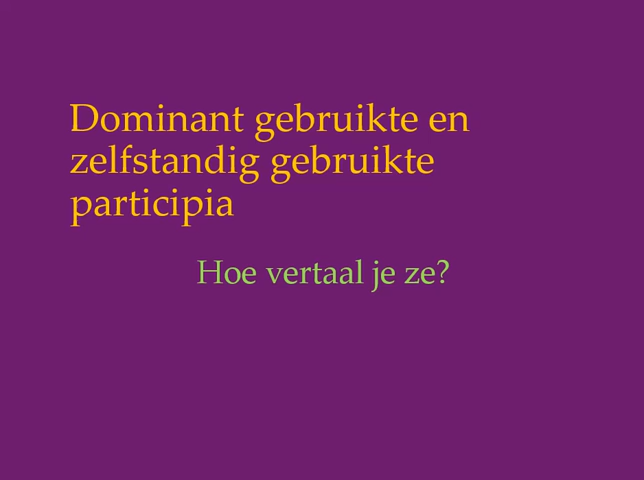 Dominant gebruikte en
zelfstandig gebruikte
participia
Hoe vertaal je ze?